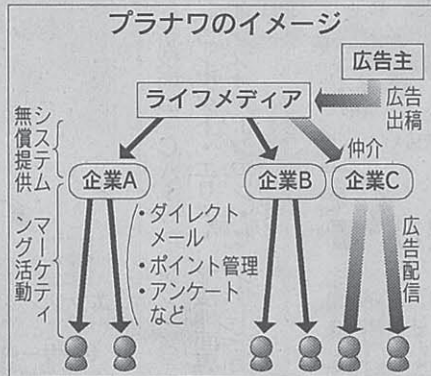 プラナワのイメージ
広告主
ライフメディア
広告
出稿
システム
無償提供
仲介
企業A
企業B
企業C
マーケティ
ング活動
・ダイレクト
メール
・ポイント管理
・アンケート
など
広告配信